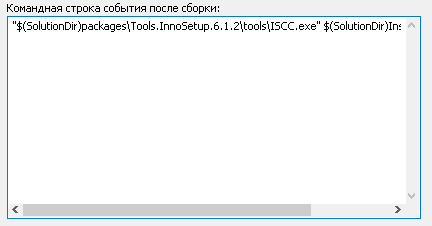 Командная строка события после сборки:
"$(SolutionDir)packages\Tools.InnoSetup.6.1.2\tools\ISCC.exe" $(SolutionDir)Ins